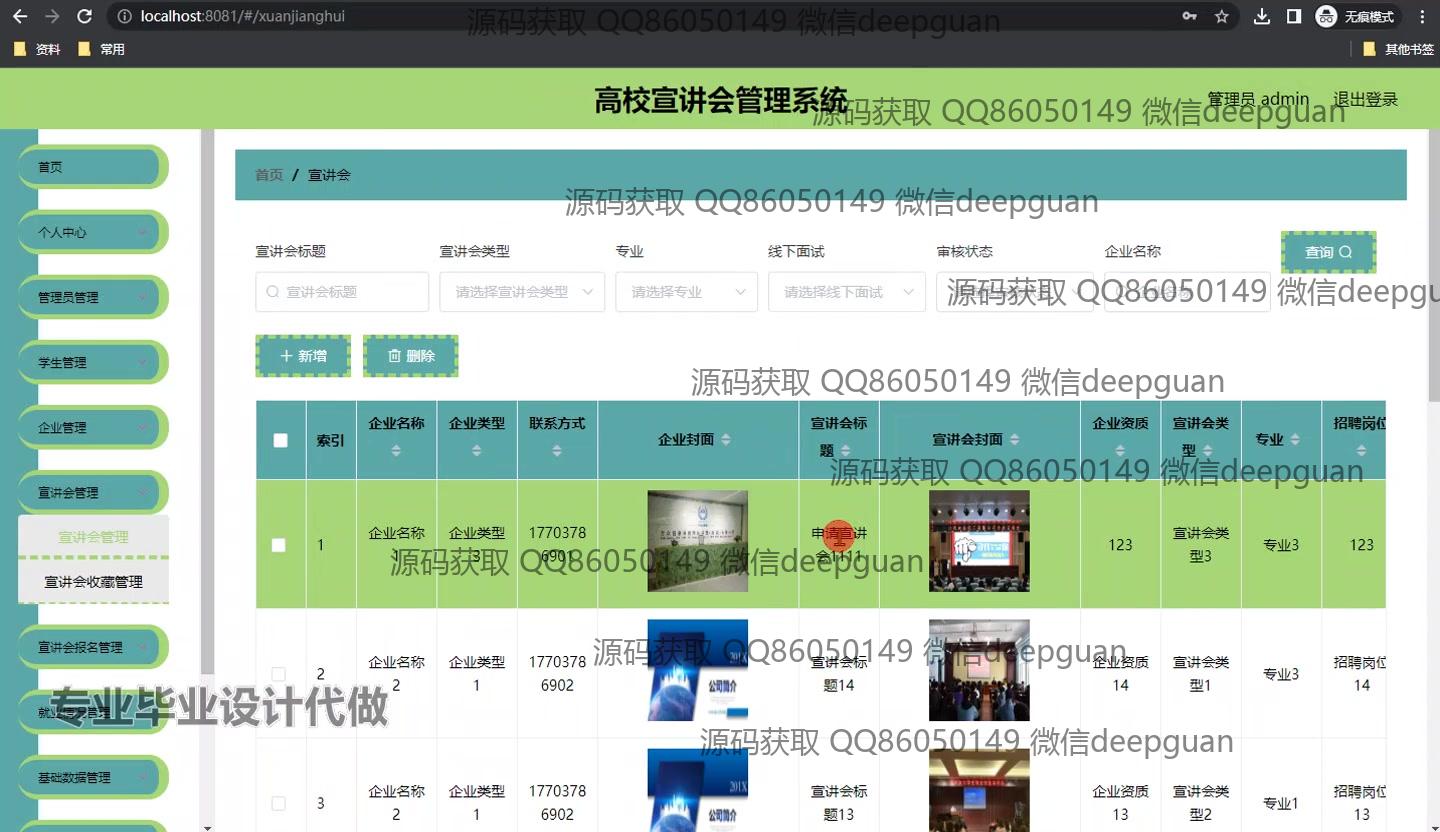 localhost:8081/#/xuanjianghui
无痕模式
资料
常用
其他书签
源码获取 QQ86050149 微信deepguan
高校宣讲会管理系统
管理员 admin
退出登录
源码获取 QQ86050149 微信deepguan
首页 / 宣讲会
源码获取 QQ86050149 微信deepguan
首页
个人中心
管理员管理
学生管理
企业管理
宣讲会管理
宣讲会管理
宣讲会收藏管理
宣讲会报名管理
就业情况管理
基础数据管理
专业毕业设计代做
宣讲会标题
宣讲会类型
专业
线下面试
审核状态
企业名称
查询
宣讲会标题
请选择宣讲会类型
请选择专业
请选择线下面试
源码获取 QQ86050149 微信deepgu
新增
删除
源码获取 QQ86050149 微信deepguan
索引
企业名称
企业类型
联系方式
企业封面
宣讲会标题
宣讲会封面
企业资质
宣讲会类型
专业
招聘岗位
源码获取 QQ86050149 微信deepguan
1
企业名称1
企业类型3
17703786901
申请宣讲会1111
123
宣讲会类型3
专业3
123
源码获取 QQ86050149 微信deepguan
2
企业名称2
企业类型1
17703786902
201X
公司简介
宣讲会标题14
企业资质14
宣讲会类型1
专业3
招聘岗位14
源码获取 QQ86050149 微信deepguan
源码获取 QQ86050149 微信deepguan
3
企业名称2
企业类型1
17703786902
201X
公司简介
宣讲会标题13
企业资质13
宣讲会类型2
专业1
招聘岗位13